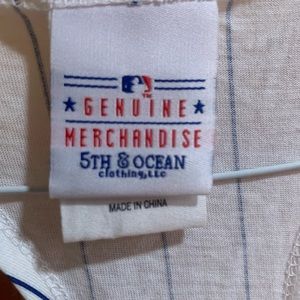 GENUINE
MERCHANDISE
5TH & OCEAN
clothing, LLC
MADE IN CHINA